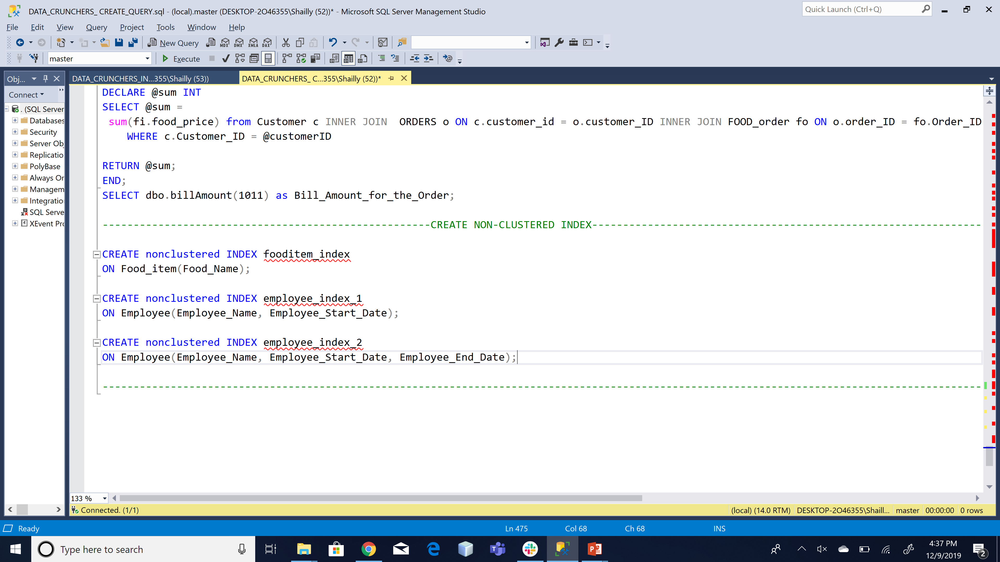 DATA_CRUNCHERS_ CREATE_QUERY.sql - (local).master (DESKTOP-2O46355\Shailly (52))* - Microsoft SQL Server Management Studio
Quick Launch (Ctrl+Q)
File Edit View Query Project Tools Window Help
New Query MDX DMX XMLA DAX
master Execute
Obj... DATA_CRUNCHERS_IN...355\Shailly (53)) DATA_CRUNCHERS_ C...355\Shailly (52))*
Connect
. (SQL Server
Databases
Security
Server Ob
Replicatio
PolyBase
Always Or
Managem
Integratio
SQL Serve
XEvent Pro
DECLARE @sum INT
SELECT @sum =
sum(fi.food_price) from Customer c INNER JOIN  ORDERS o ON c.customer_id = o.customer_ID INNER JOIN FOOD_order fo ON o.order_ID = fo.Order_ID
WHERE c.Customer_ID = @customerID
RETURN @sum;
END;
SELECT dbo.billAmount(1011) as Bill_Amount_for_the_Order;
-----------------------------------------------------CREATE NON-CLUSTERED INDEX---------------------------------------------------------------
CREATE nonclustered INDEX fooditem_index
ON Food_item(Food_Name);
CREATE nonclustered INDEX employee_index_1
ON Employee(Employee_Name, Employee_Start_Date);
CREATE nonclustered INDEX employee_index_2
ON Employee(Employee_Name, Employee_Start_Date, Employee_End_Date);
----------------------------------------------------------------------------------------------------------------------------------------------
133 %
Connected. (1/1) (local) (14.0 RTM) DESKTOP-2O46355\Shaill... master 00:00:00 0 rows
Ready Ln 475 Col 68 Ch 68 INS
Type here to search
4:37 PM
12/9/2019
2